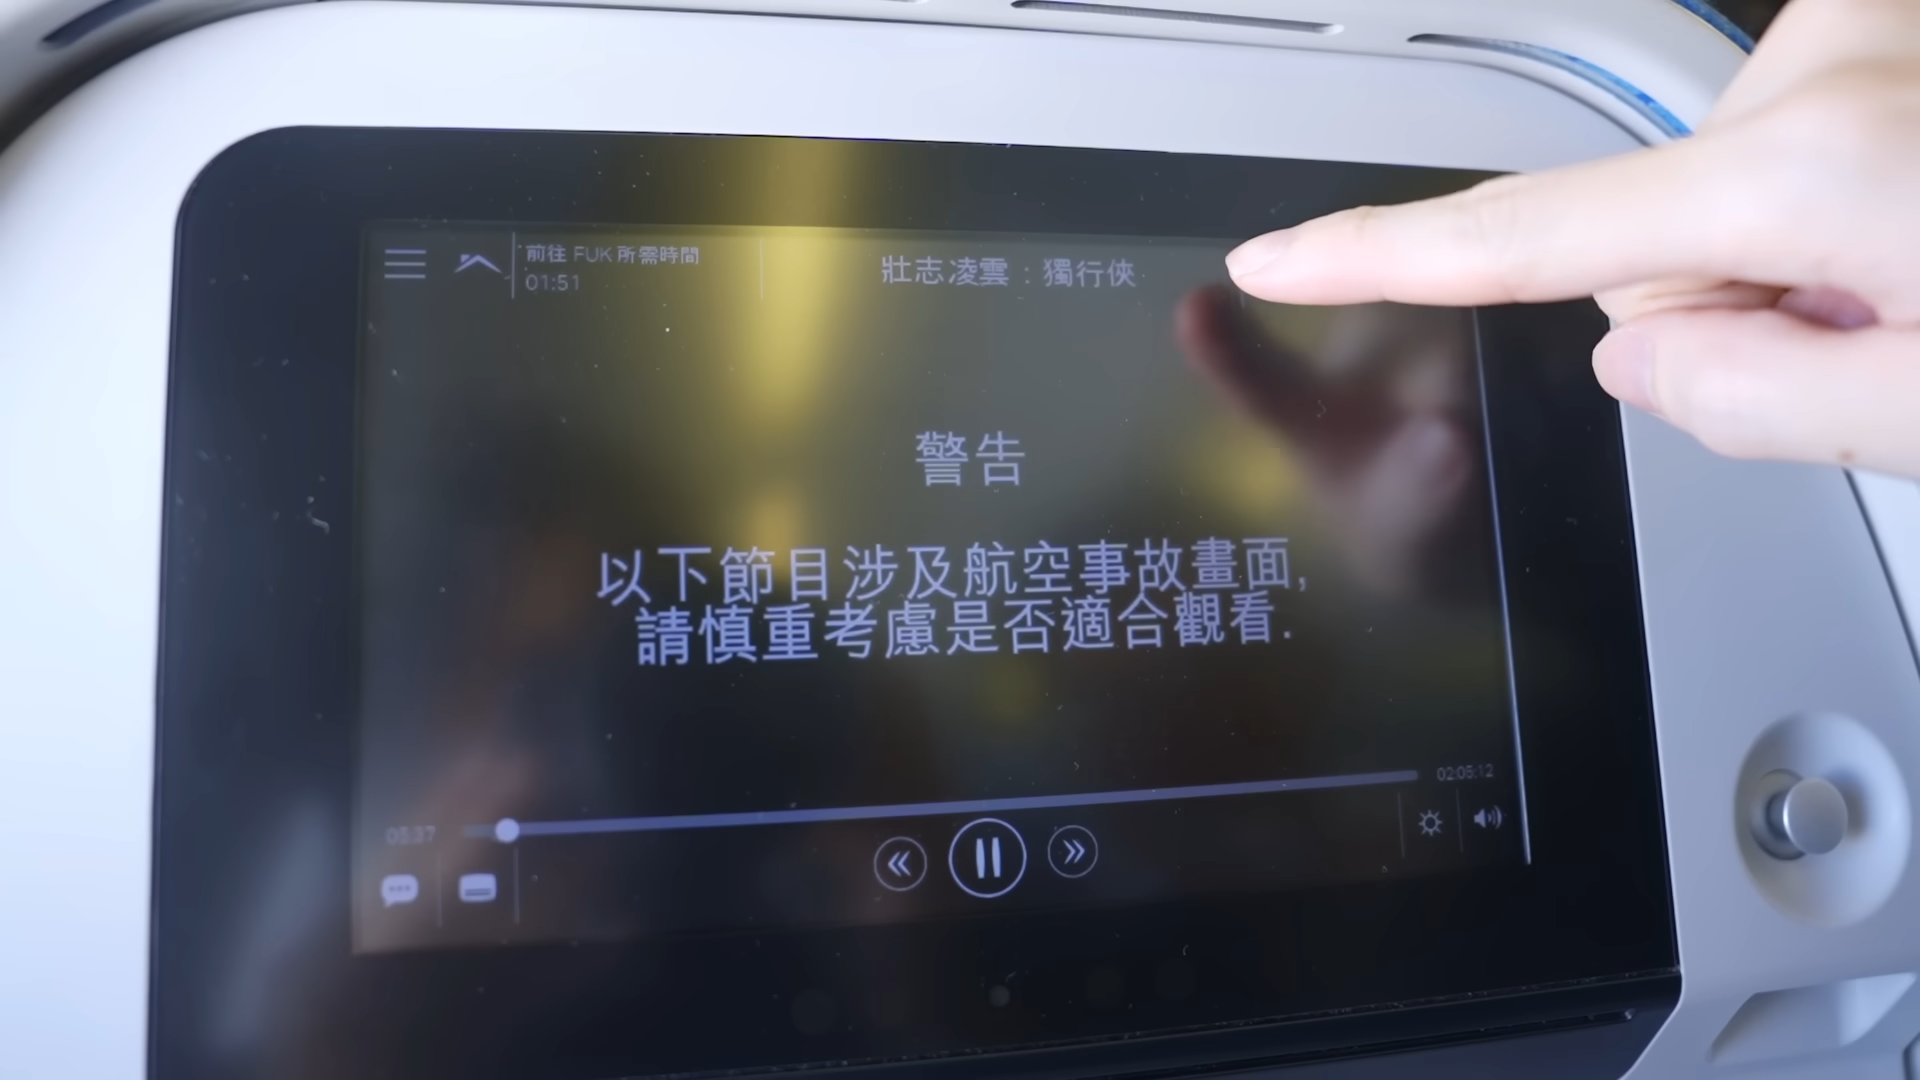 前往 FUK 所需時間
01:51
壯志凌雲：獨行俠
警告
以下節目涉及航空事故畫面,
請慎重考慮是否適合觀看.
02:05:12
05:37